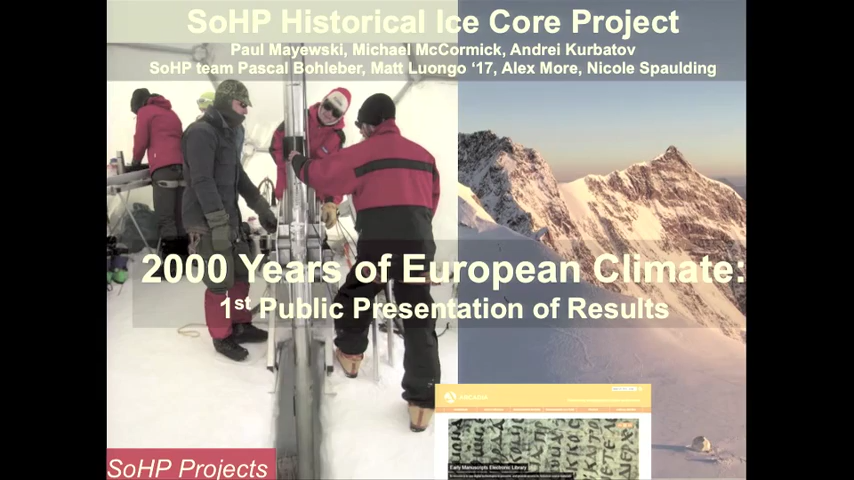 SoHP Historical Ice Core Project
Paul Mayewski, Michael McCormick, Andrei Kurbatov
SoHP team Pascal Bohleber, Matt Luongo ‘17, Alex More, Nicole Spaulding
2000 Years of European Climate:
1st Public Presentation of Results
ARCADIA
Early Manuscripts Electronic Library
SoHP Projects